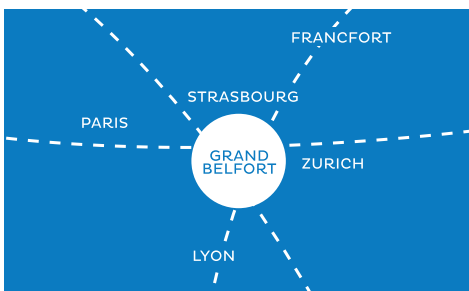 FRANCFORT
STRASBOURG
PARIS
GRAND
BELFORT
ZURICH
LYON